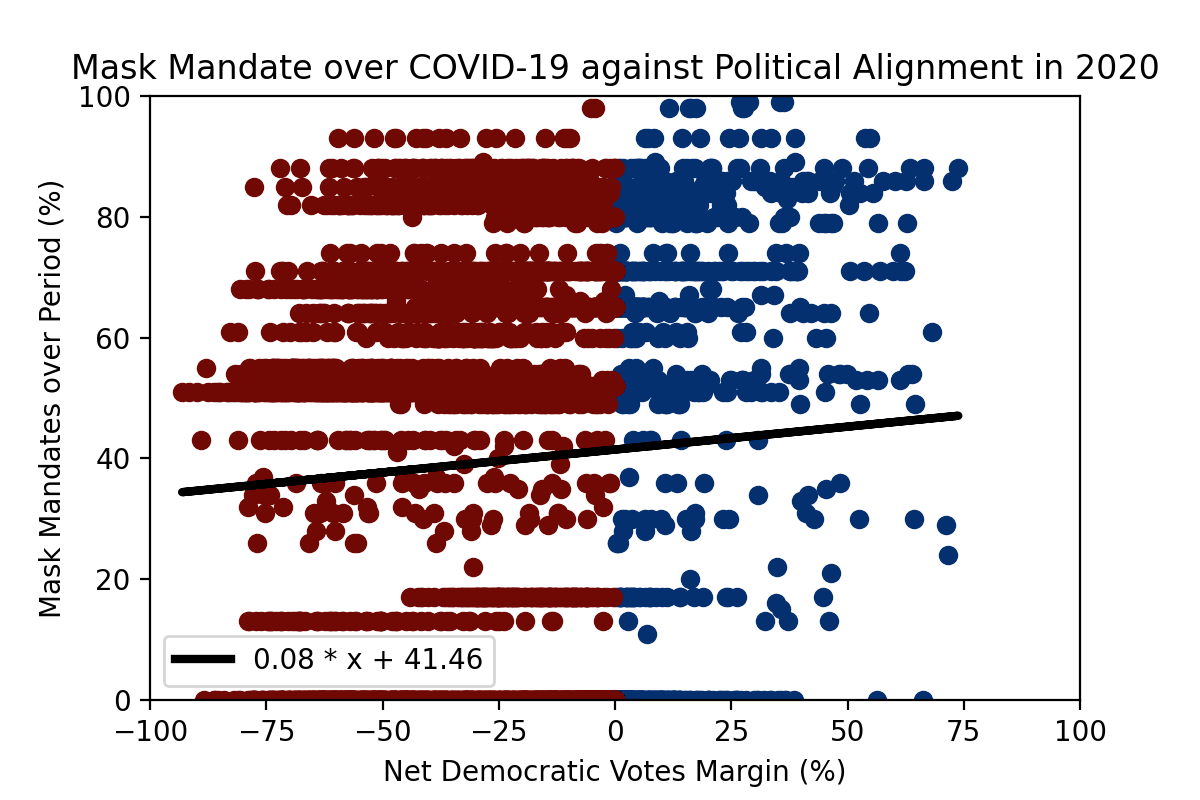 Mask Mandate over COVID-19 against Political Alignment in 2020
100
80
60
40
20
0
Mask Mandates over Period (%)
0.08 * x + 41.46
−100 −75 −50 −25 0 25 50 75 100
Net Democratic Votes Margin (%)